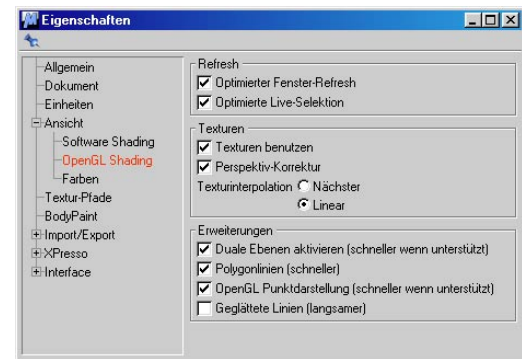 Eigenschaften
Allgemein
Dokument
Einheiten
Ansicht
Software Shading
OpenGL Shading
Farben
Textur-Pfade
BodyPaint
Import/Export
XPresso
Interface
Refresh
Optimierter Fenster-Refresh
Optimierte Live-Selektion
Texturen
Texturen benutzen
Perspektiv-Korrektur
Texturinterpolation Nächster
Linear
Erweiterungen
Duale Ebenen aktivieren (schneller wenn unterstützt)
Polygonlinien (schneller)
OpenGL Punktdarstellung (schneller wenn unterstützt)
Geglättete Linien (langsamer)